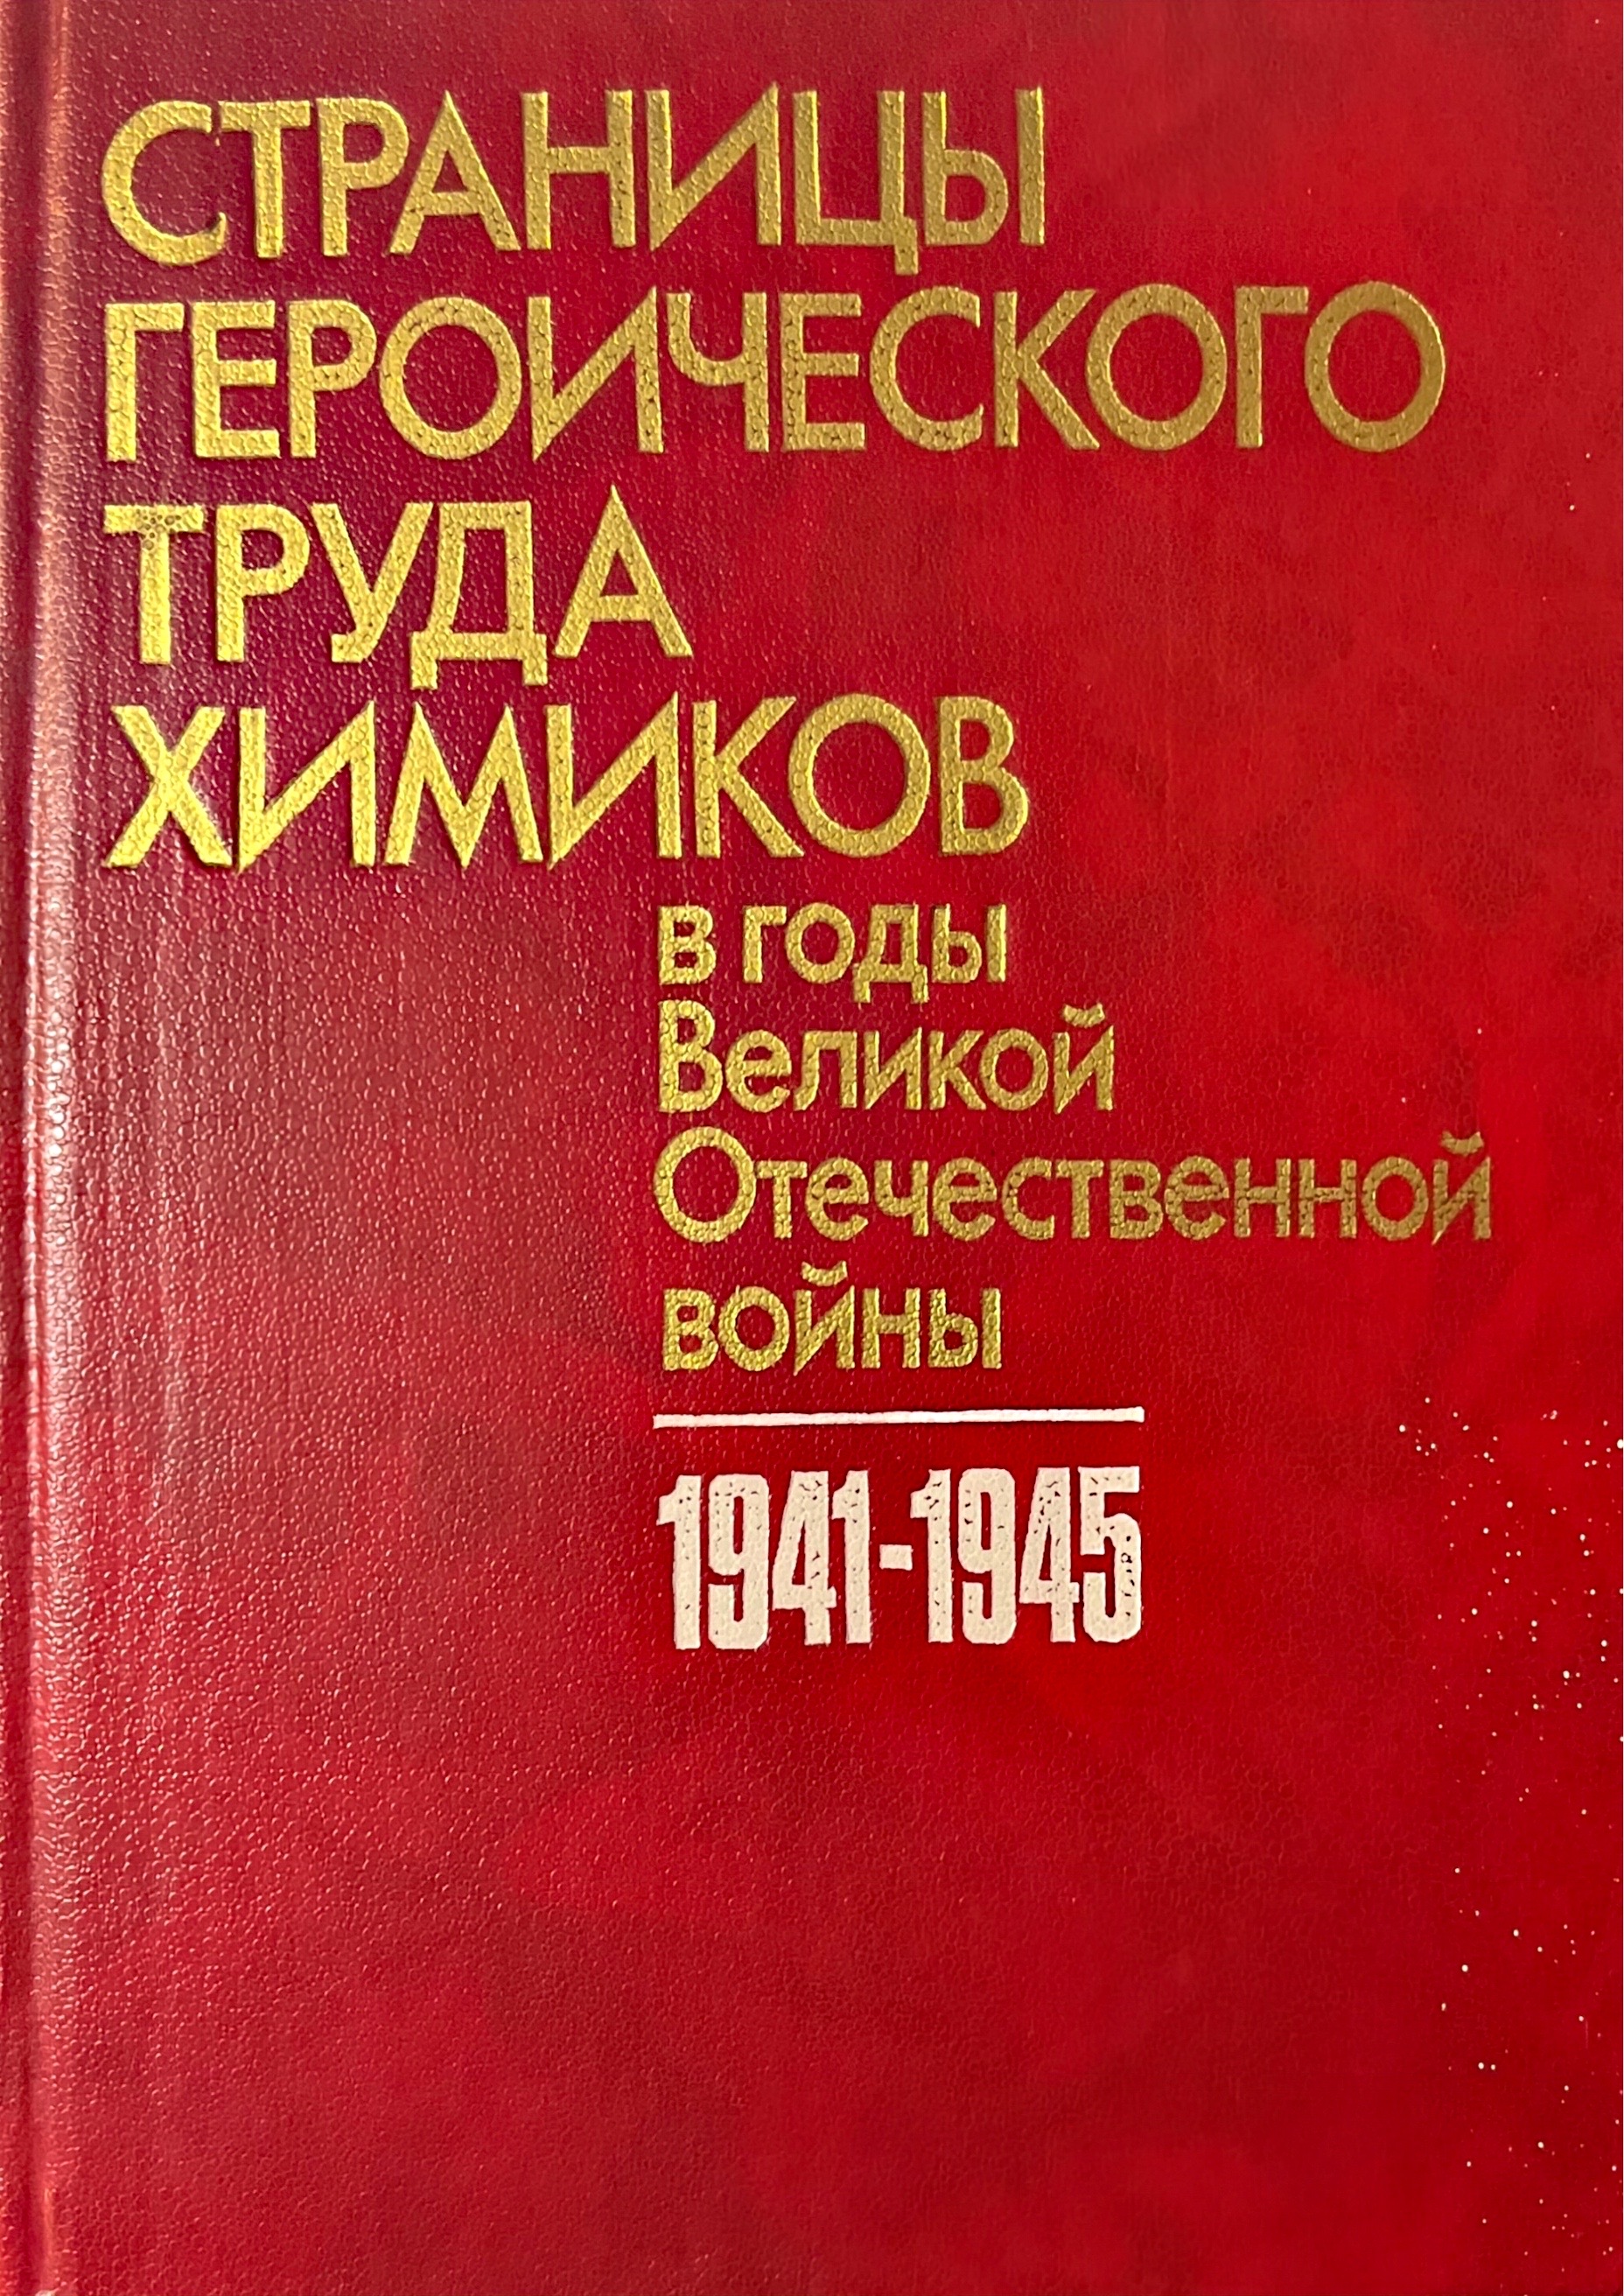 СТРАНИЦЫ
ГЕРОИЧЕСКОГО
ТРУДА
ХИМИКОВ
в годы
Великой
Отечественной
войны
1941-1945